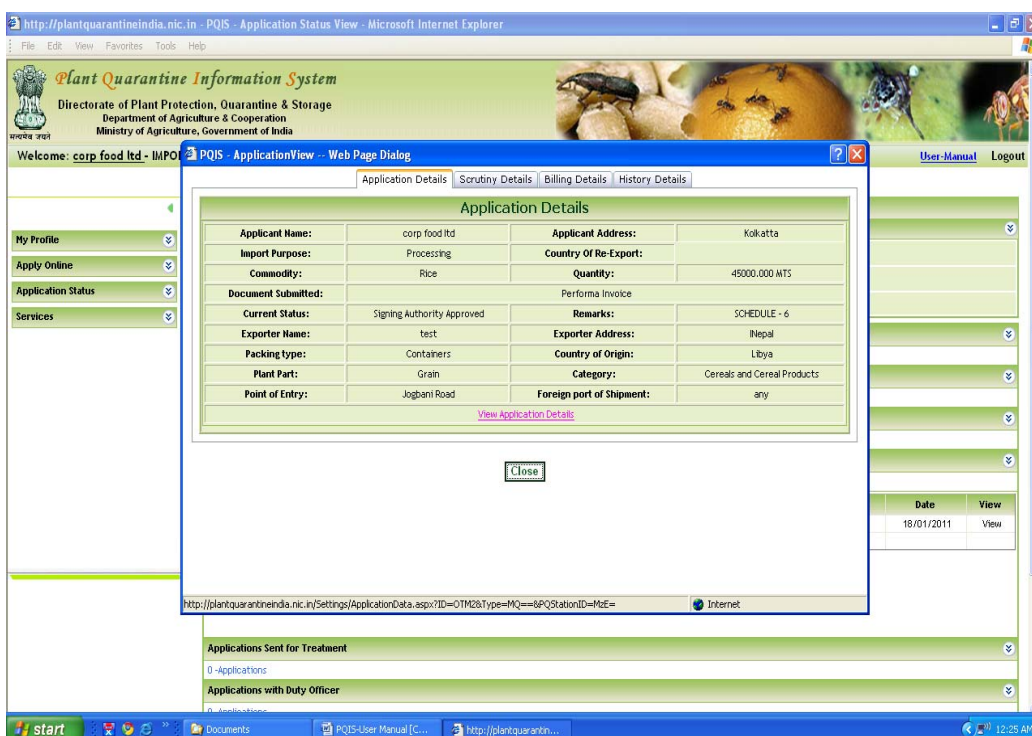 http://plantquarantineindia.nic.in - PQIS - Application Status View - Microsoft Internet Explorer
File Edit View Favorites Tools Help
Plant Quarantine Information System
Directorate of Plant Protection, Quarantine & Storage
Department of Agriculture & Cooperation
Ministry of Agriculture, Government of India
सत्यमेव जयते
Welcome: corp food ltd - IMPO
User-Manual Logout
PQIS - ApplicationView -- Web Page Dialog
Application Details Scrutiny Details Billing Details History Details
Application Details
Applicant Name: corp food ltd Applicant Address: Kolkatta
Import Purpose: Processing Country Of Re-Export:
Commodity: Rice Quantity: 45000.000 MTS
Document Submitted: Performa Invoice
Current Status: Signing Authority Approved Remarks: SCHEDULE - 6
Exporter Name: test Exporter Address: INepal
Packing type: Containers Country of Origin: Libya
Plant Part: Grain Category: Cereals and Cereal Products
Point of Entry: Jogbani Road Foreign port of Shipment: any
View Application Details
Close
http://plantquarantineindia.nic.in/Settings/ApplicationData.aspx?ID=OTM2&Type=MQ==&PQStationID=MzE= Internet
My Profile
Apply Online
Application Status
Services
Date View
18/01/2011 View
Applications Sent for Treatment
0 -Applications
Applications with Duty Officer
0 -Applications
start Documents PQIS-User Manual [C... http://plantquarantin... 12:25 AM